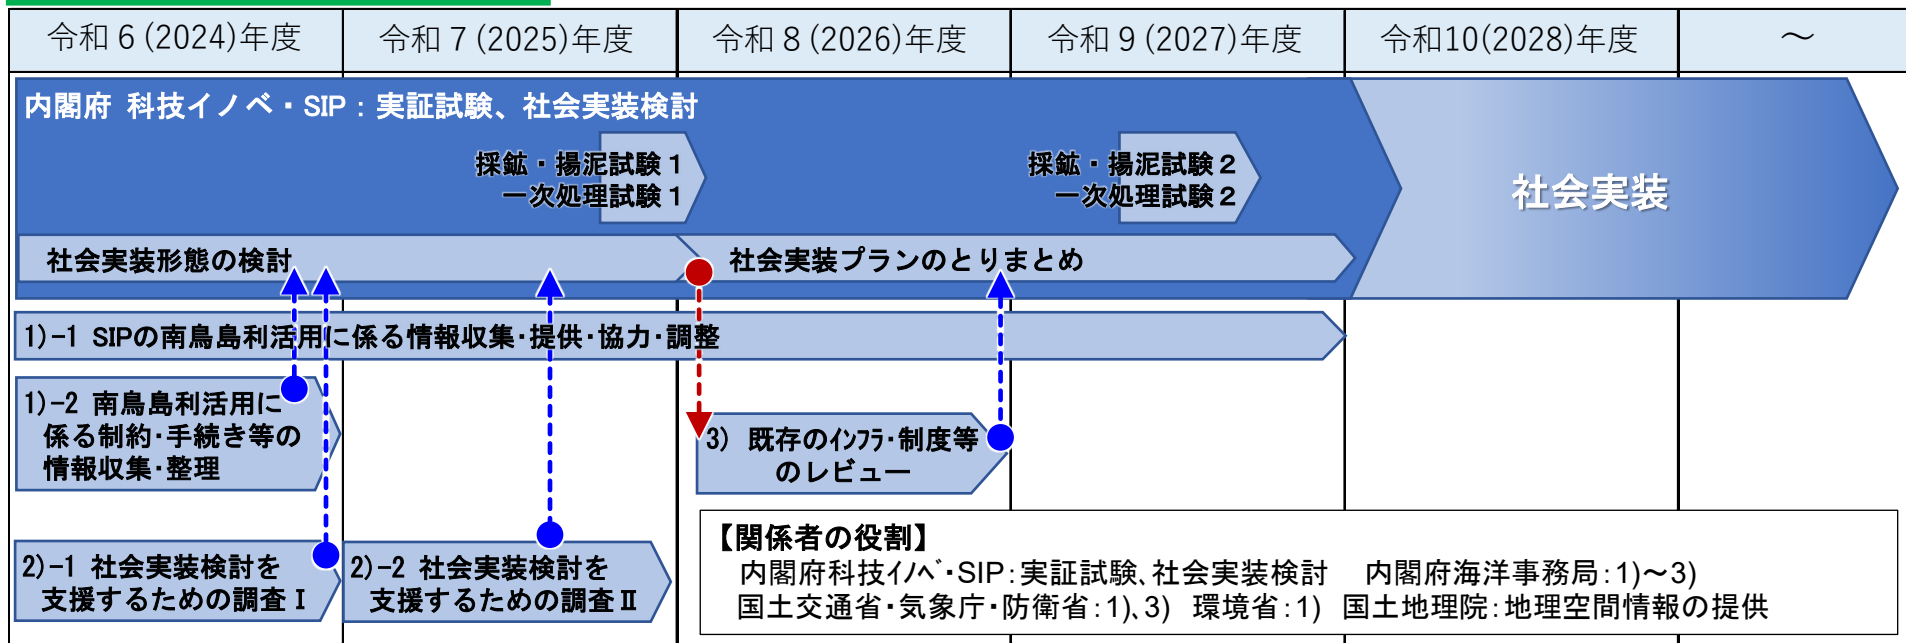 令和６(2024)年度
令和７(2025)年度
令和８(2026)年度
令和９(2027)年度
令和10(2028)年度
～
内閣府 科技イノベ・SIP：実証試験、社会実装検討
採鉱・揚泥試験１
一次処理試験１
採鉱・揚泥試験２
一次処理試験２
社会実装
社会実装形態の検討
社会実装プランのとりまとめ
1)-1 SIPの南鳥島利活用に係る情報収集･提供･協力･調整
1)-2 南鳥島利活用に
係る制約･手続き等の
情報収集･整理
3) 既存のｲﾝﾌﾗ･制度等
のレビュー
2)-1 社会実装検討を
支援するための調査Ⅰ
2)-2 社会実装検討を
支援するための調査Ⅱ
【関係者の役割】
内閣府科技ｲﾉﾍﾞ･SIP：実証試験、社会実装検討 内閣府海洋事務局：1)～3)
国土交通省･気象庁･防衛省：1)、3) 環境省：1) 国土地理院：地理空間情報の提供